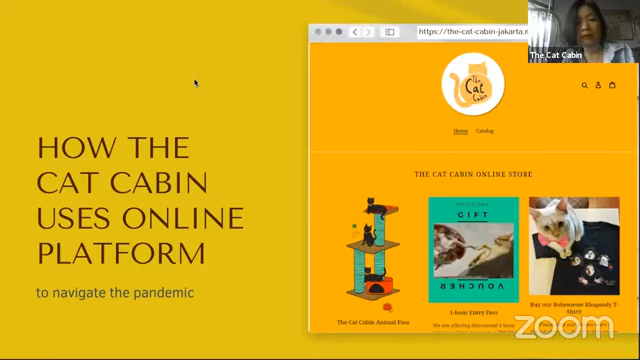 https://the-cat-cabin-jakarta.m
The Cat Cabin
The
Cat
Cabin
Home Catalog
HOW THE
CAT CABIN
USES ONLINE
PLATFORM
to navigate the pandemic
THE CAT CABIN ONLINE STORE
GIFT
VOUCHER
The Cat Cabin Annual Pass
1-hour Entry Pass
We are offering discounted 1-hour
Buy our Bohemeow Rhapsody T-
Shirt!
zoom